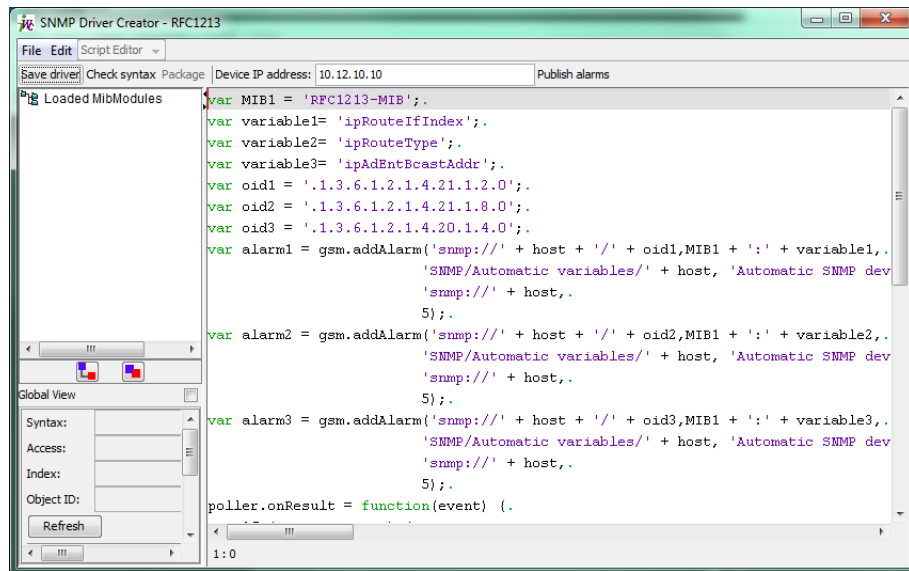 SNMP Driver Creator - RFC1213
File Edit Script Editor
Save driver Check syntax Package Device IP address: 10.12.10.10 Publish alarms
Loaded MibModules
var MIB1 = 'RFC1213-MIB';.
var variable1= 'ipRouteIfIndex';.
var variable2= 'ipRouteType';.
var variable3= 'ipAdEntBcastAddr';.
var oid1 = '.1.3.6.1.2.1.4.21.1.2.0';.
var oid2 = '.1.3.6.1.2.1.4.21.1.8.0';.
var oid3 = '.1.3.6.1.2.1.4.20.1.4.0';.
var alarm1 = gsm.addAlarm('snmp://' + host + '/' + oid1,MIB1 + ':' + variable1,.
'SNMP/Automatic variables/' + host, 'Automatic SNMP dev
'snmp://' + host,.
5);.
var alarm2 = gsm.addAlarm('snmp://' + host + '/' + oid2,MIB1 + ':' + variable2,.
'SNMP/Automatic variables/' + host, 'Automatic SNMP dev
'snmp://' + host,.
5);.
var alarm3 = gsm.addAlarm('snmp://' + host + '/' + oid3,MIB1 + ':' + variable3,.
'SNMP/Automatic variables/' + host, 'Automatic SNMP dev
'snmp://' + host,.
5);.
poller.onResult = function(event) {.
Global View
Syntax:
Access:
Index:
Object ID:
Refresh
1:0